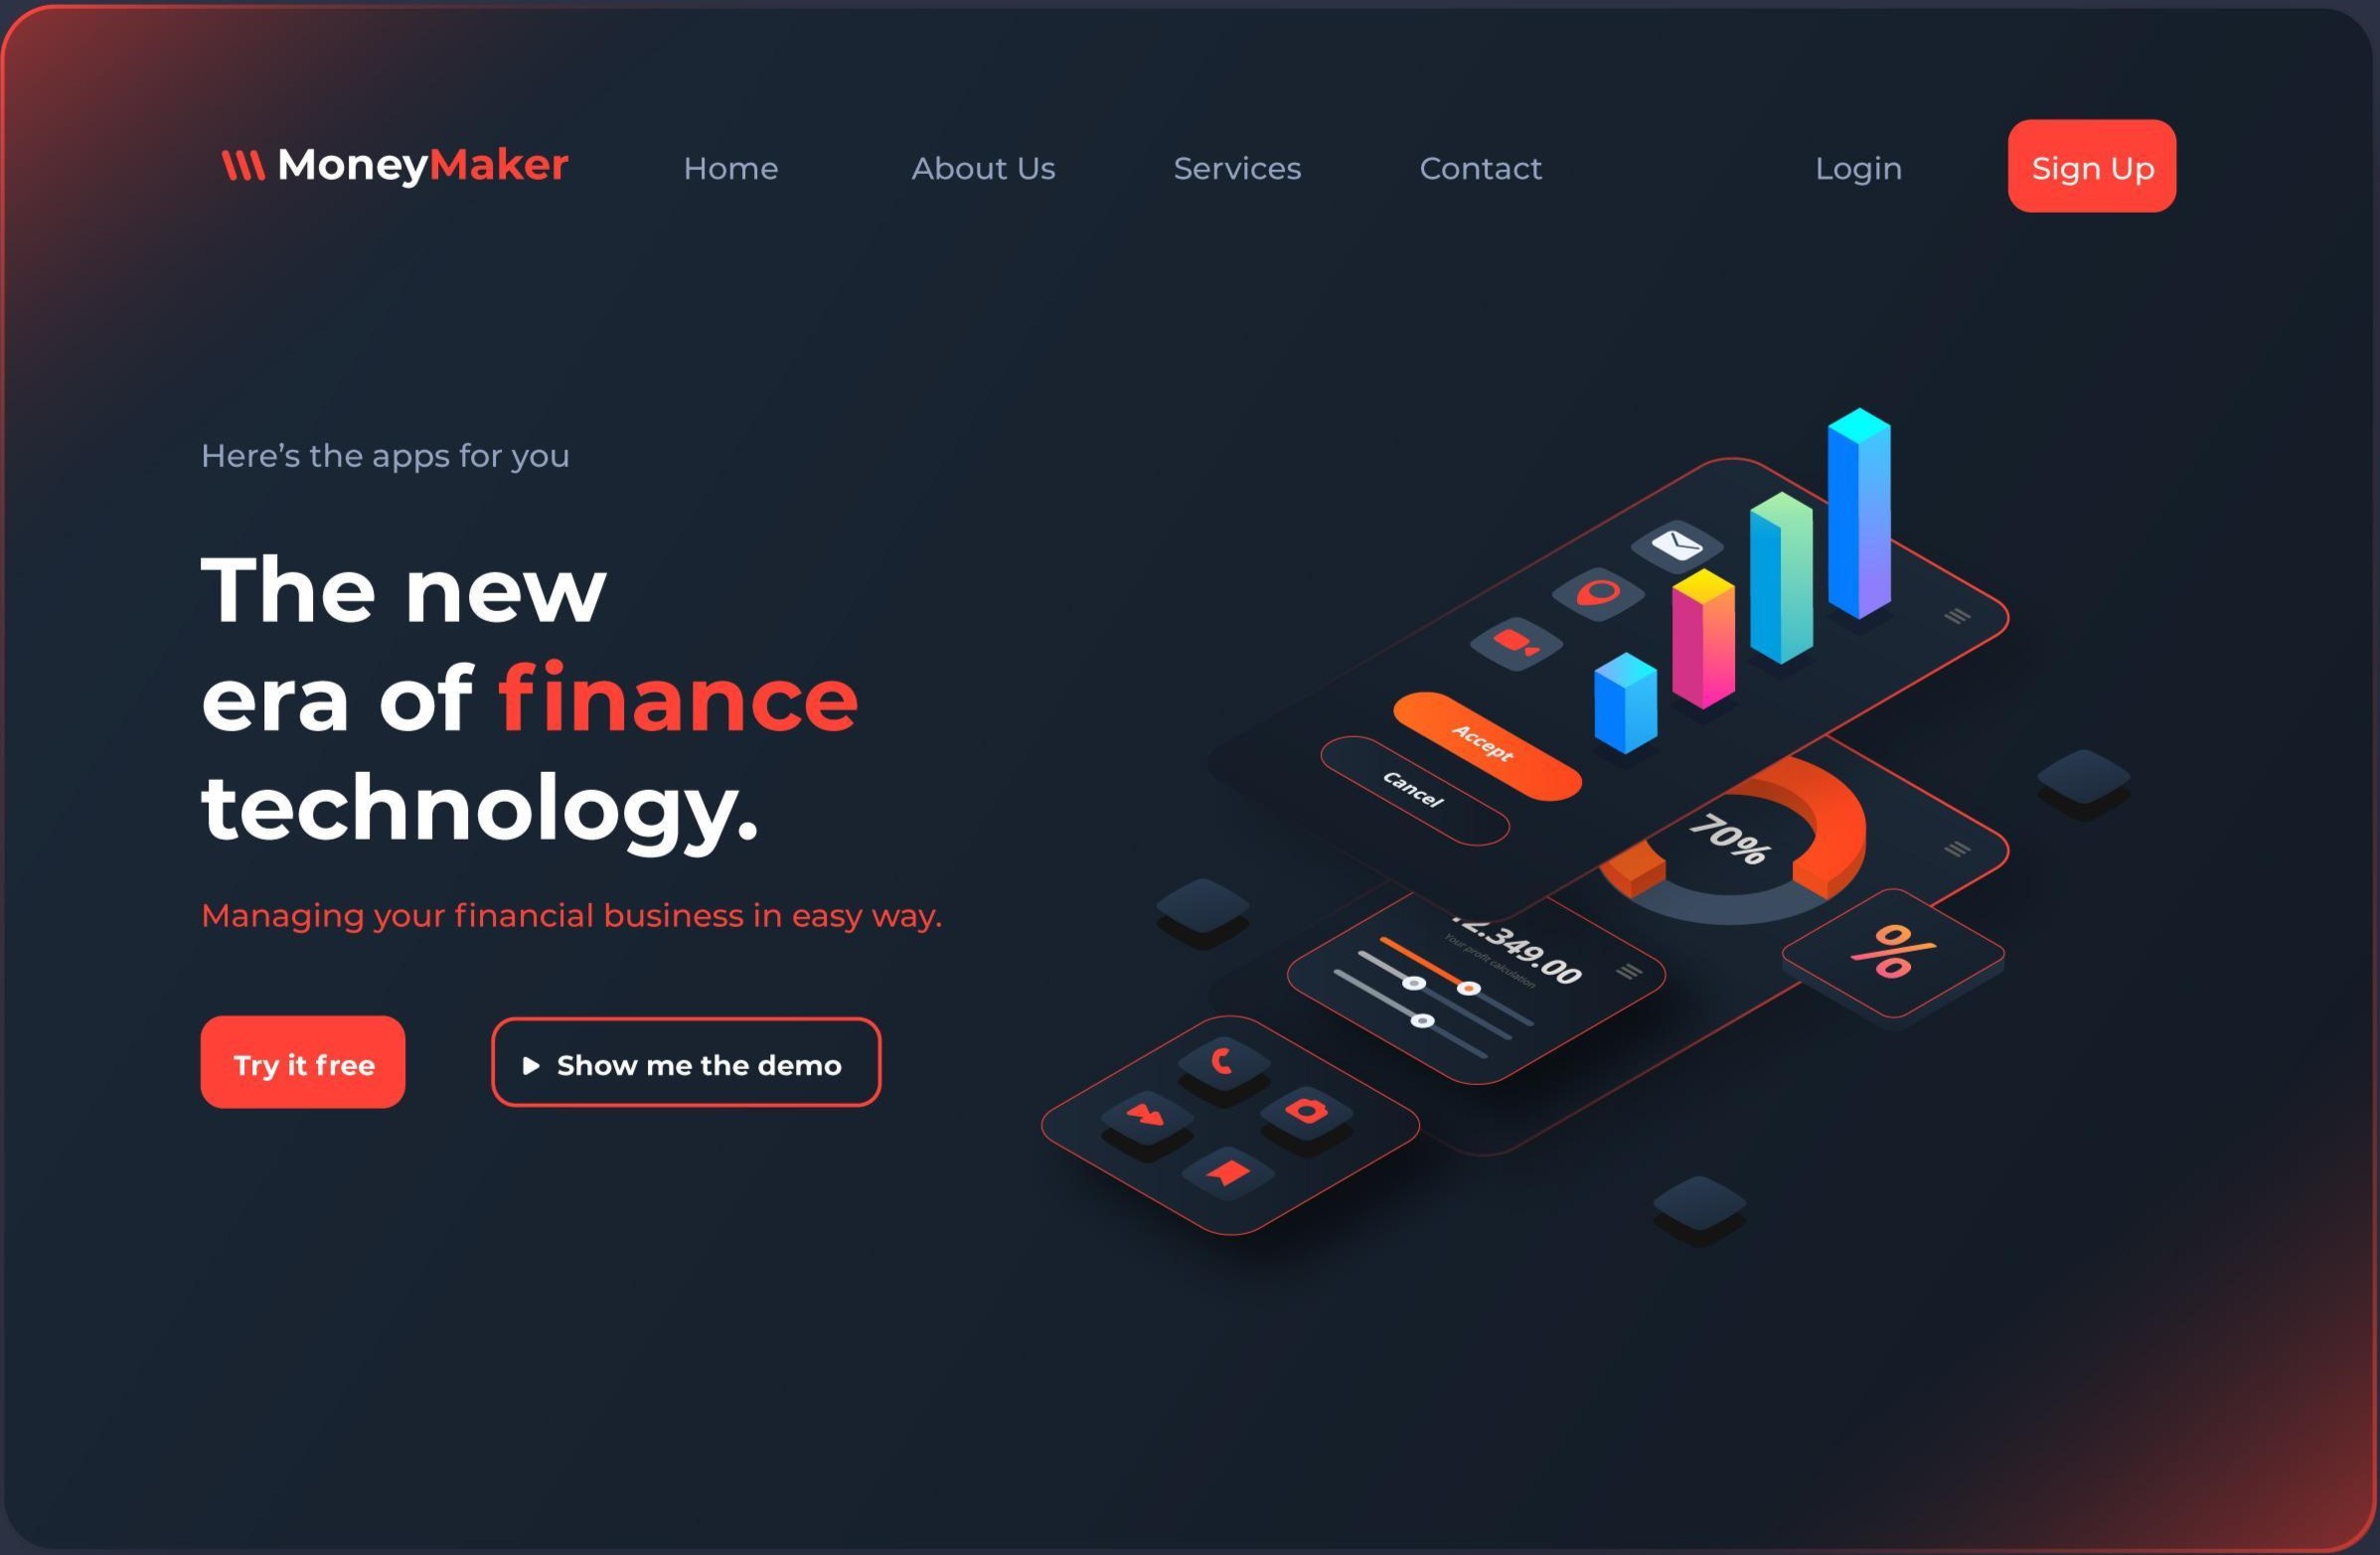 MoneyMaker
Home
About Us
Services
Contact
Login
Sign Up
Here’s the apps for you
The new
era of finance
technology.
Managing your financial business in easy way.
Try it free
Show me the demo
Accept
Cancel
70%
2.349.00
Your profit calculation
%